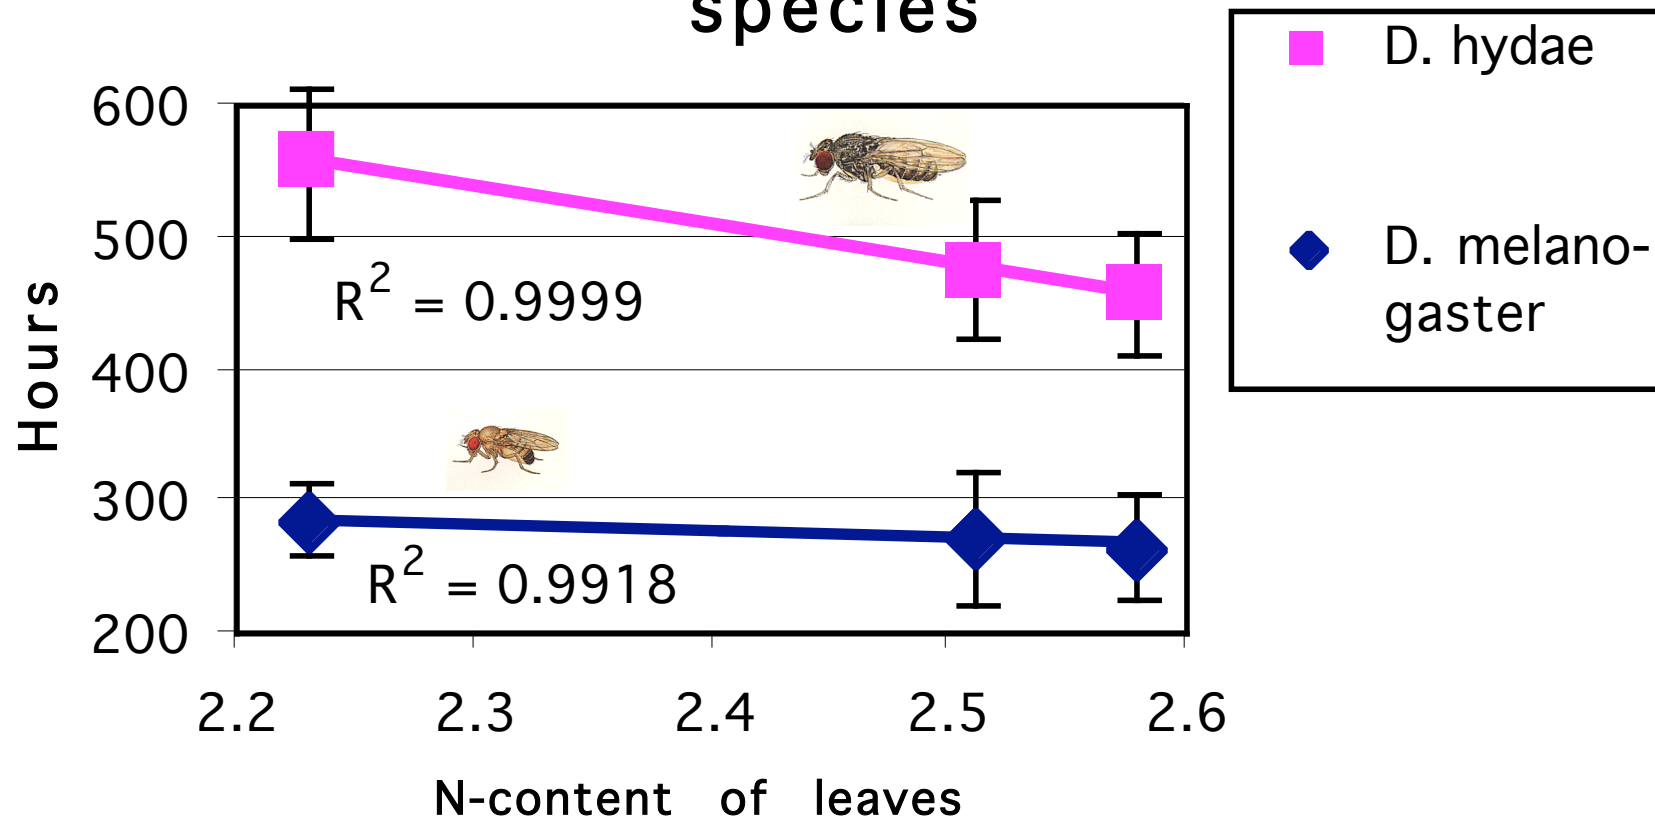 species
D. hydae
D. melano-
gaster
600
500
400
300
200
Hours
R² = 0.9999
R² = 0.9918
2.2 2.3 2.4 2.5 2.6
N-content of leaves